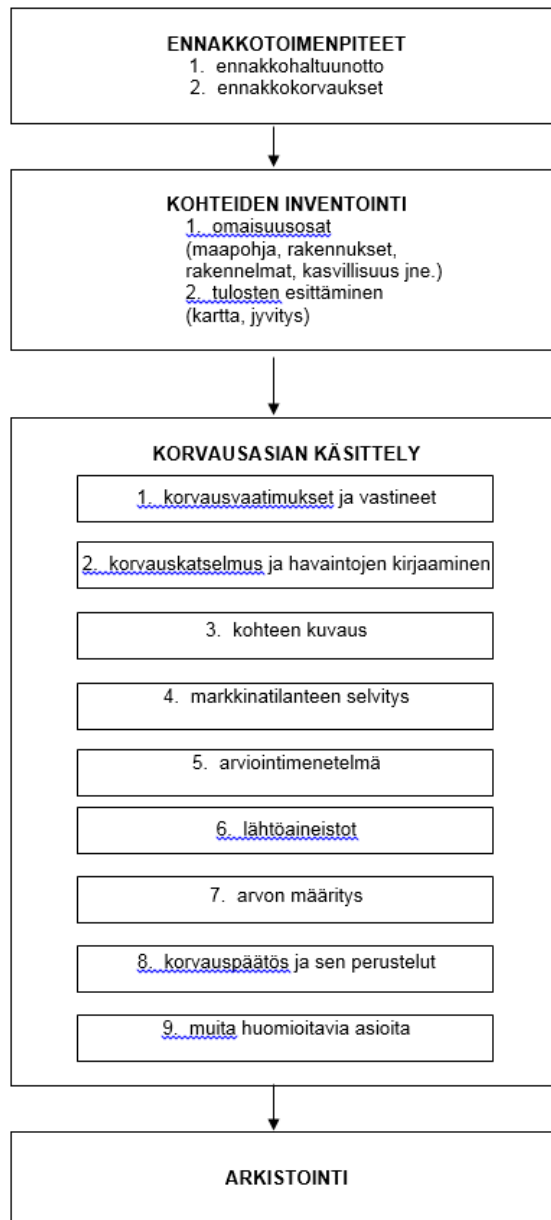 ENNAKKOTOIMENPITEET
1. ennakkohaltuunotto
2. ennakkokorvaukset
KOHTEIDEN INVENTOINTI
1. omaisuusosat
(maapohja, rakennukset,
rakennelmat, kasvillisuus jne.)
2. tulosten esittäminen
(kartta, jyvitys)
KORVAUSASIAN KÄSITTELY
1. korvausvaatimukset ja vastineet
2. korvauskatselmus ja havaintojen kirjaaminen
3. kohteen kuvaus
4. markkinatilanteen selvitys
5. arviointimenetelmä
6. lähtöaineistot
7. arvon määritys
8. korvauspäätös ja sen perustelut
9. muita huomioitavia asioita
ARKISTOINTI